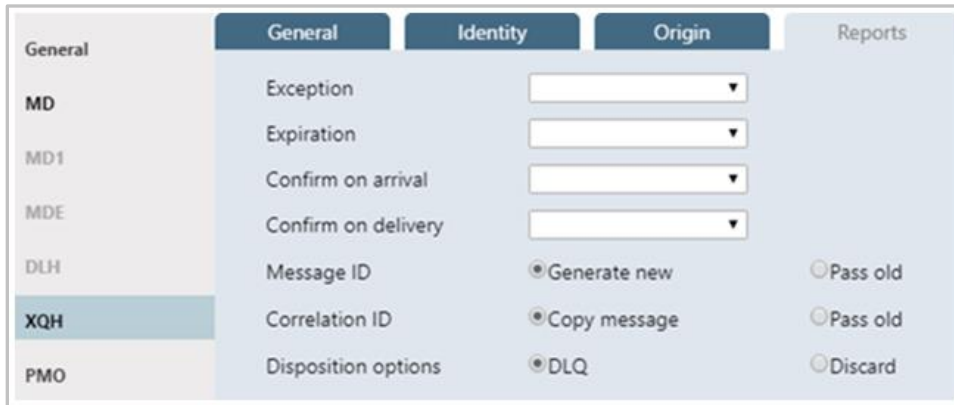 General
MD
MD1
MDE
DLH
XQH
PMO
General Identity Origin Reports
Exception
Expiration
Confirm on arrival
Confirm on delivery
Message ID Generate new Pass old
Correlation ID Copy message Pass old
Disposition options DLQ Discard